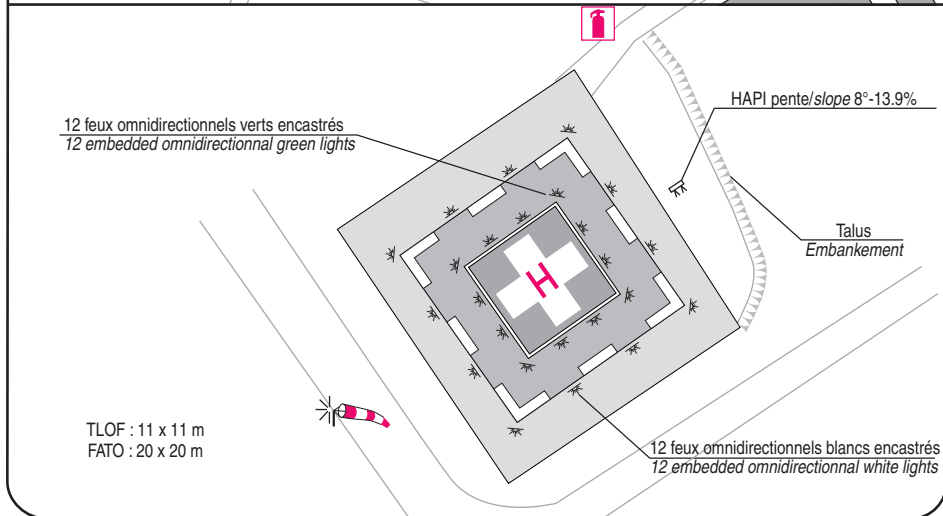 HAPI pente/slope 8°-13.9%
12 feux omnidirectionnels verts encastrés
12 embedded omnidirectionnal green lights
Talus
Embankement
H
TLOF : 11 x 11 m
FATO : 20 x 20 m
12 feux omnidirectionnels blancs encastrés
12 embedded omnidirectionnal white lights